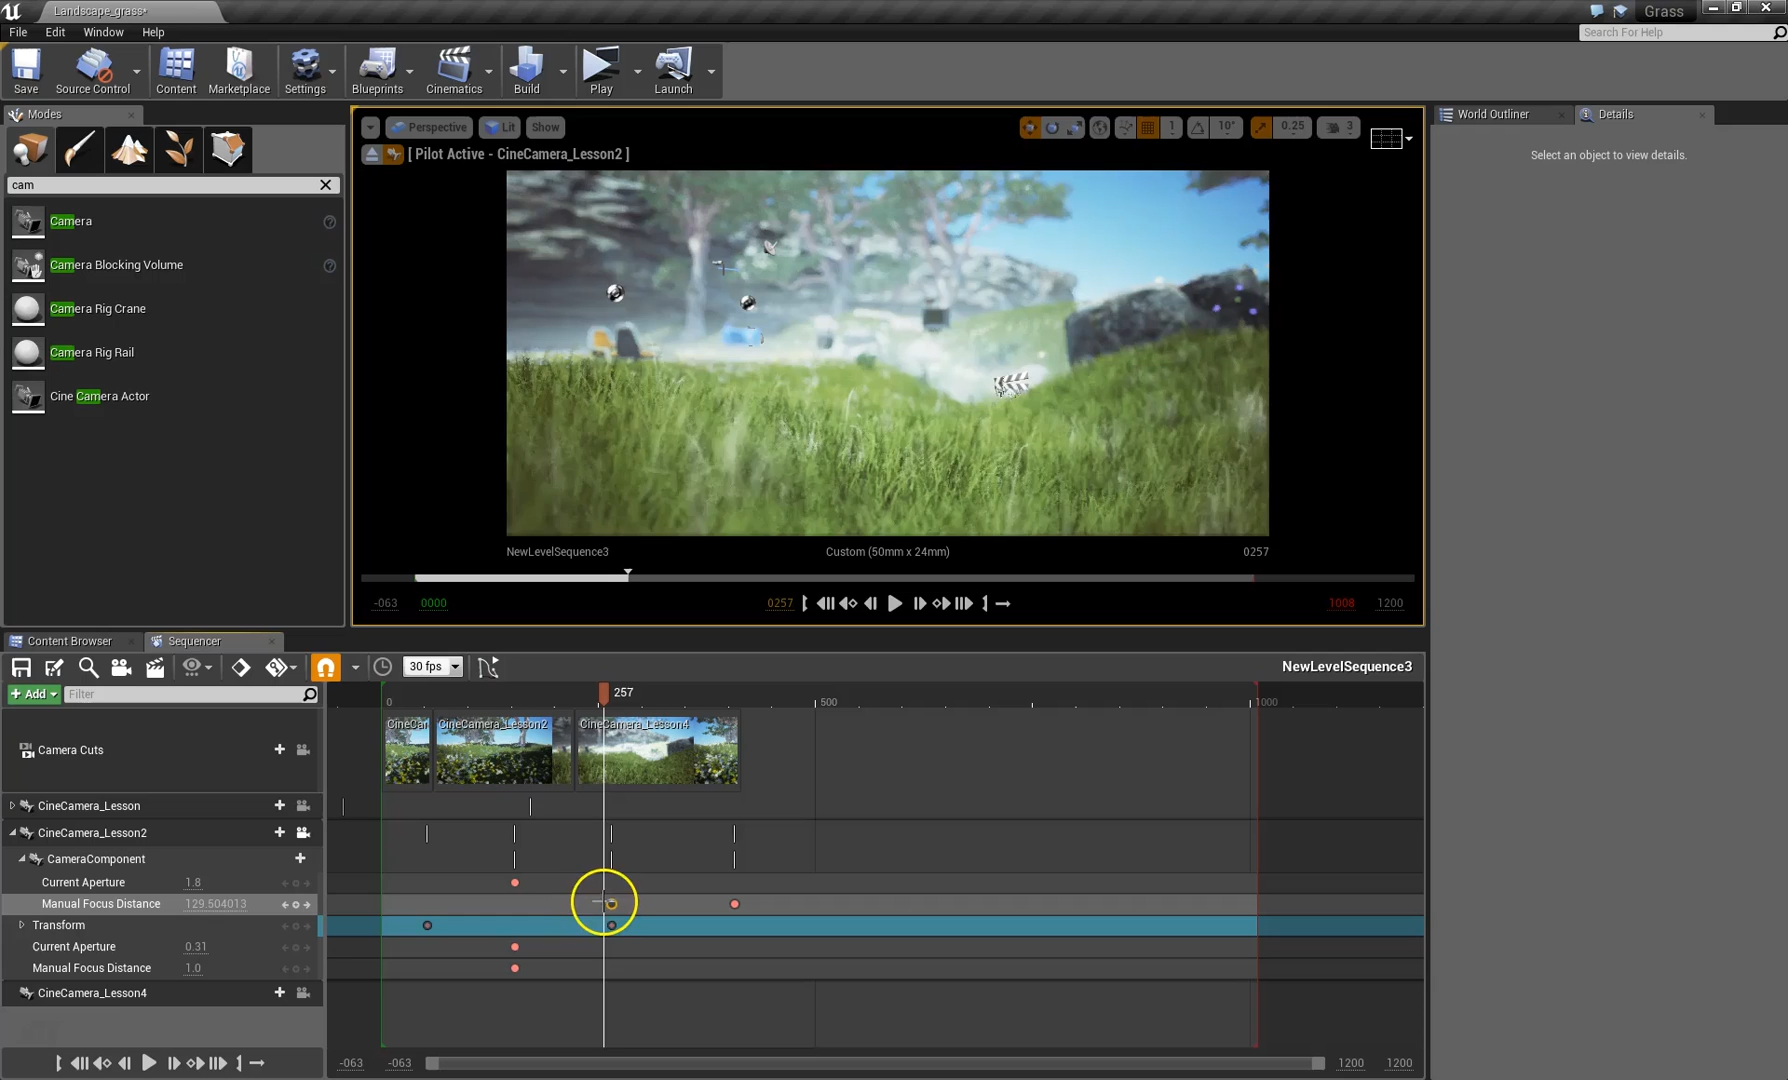 Landscape_grass*
Grass
File Edit Window Help
Search For Help
Save Source Control Content Marketplace Settings Blueprints Cinematics Build Play Launch
Modes
cam
Camera
Camera Blocking Volume
Camera Rig Crane
Camera Rig Rail
Cine Camera Actor
Perspective Lit Show
1 10° 0.25 3
[ Pilot Active - CineCamera_Lesson2 ]
NewLevelSequence3 Custom (50mm x 24mm) 0257
-063 0000 0257 1008 1200
World Outliner Details
Select an object to view details.
Content Browser Sequencer
30 fps NewLevelSequence3
Add Filter
257
0 500 1000
Camera Cuts
CineCar CineCamera_Lesson2 CineCamera_Lesson4
CineCamera_Lesson
CineCamera_Lesson2
CameraComponent
Current Aperture 1.8
Manual Focus Distance 129.504013
Transform
Current Aperture 0.31
Manual Focus Distance 1.0
CineCamera_Lesson4
-063 -063 1200 1200